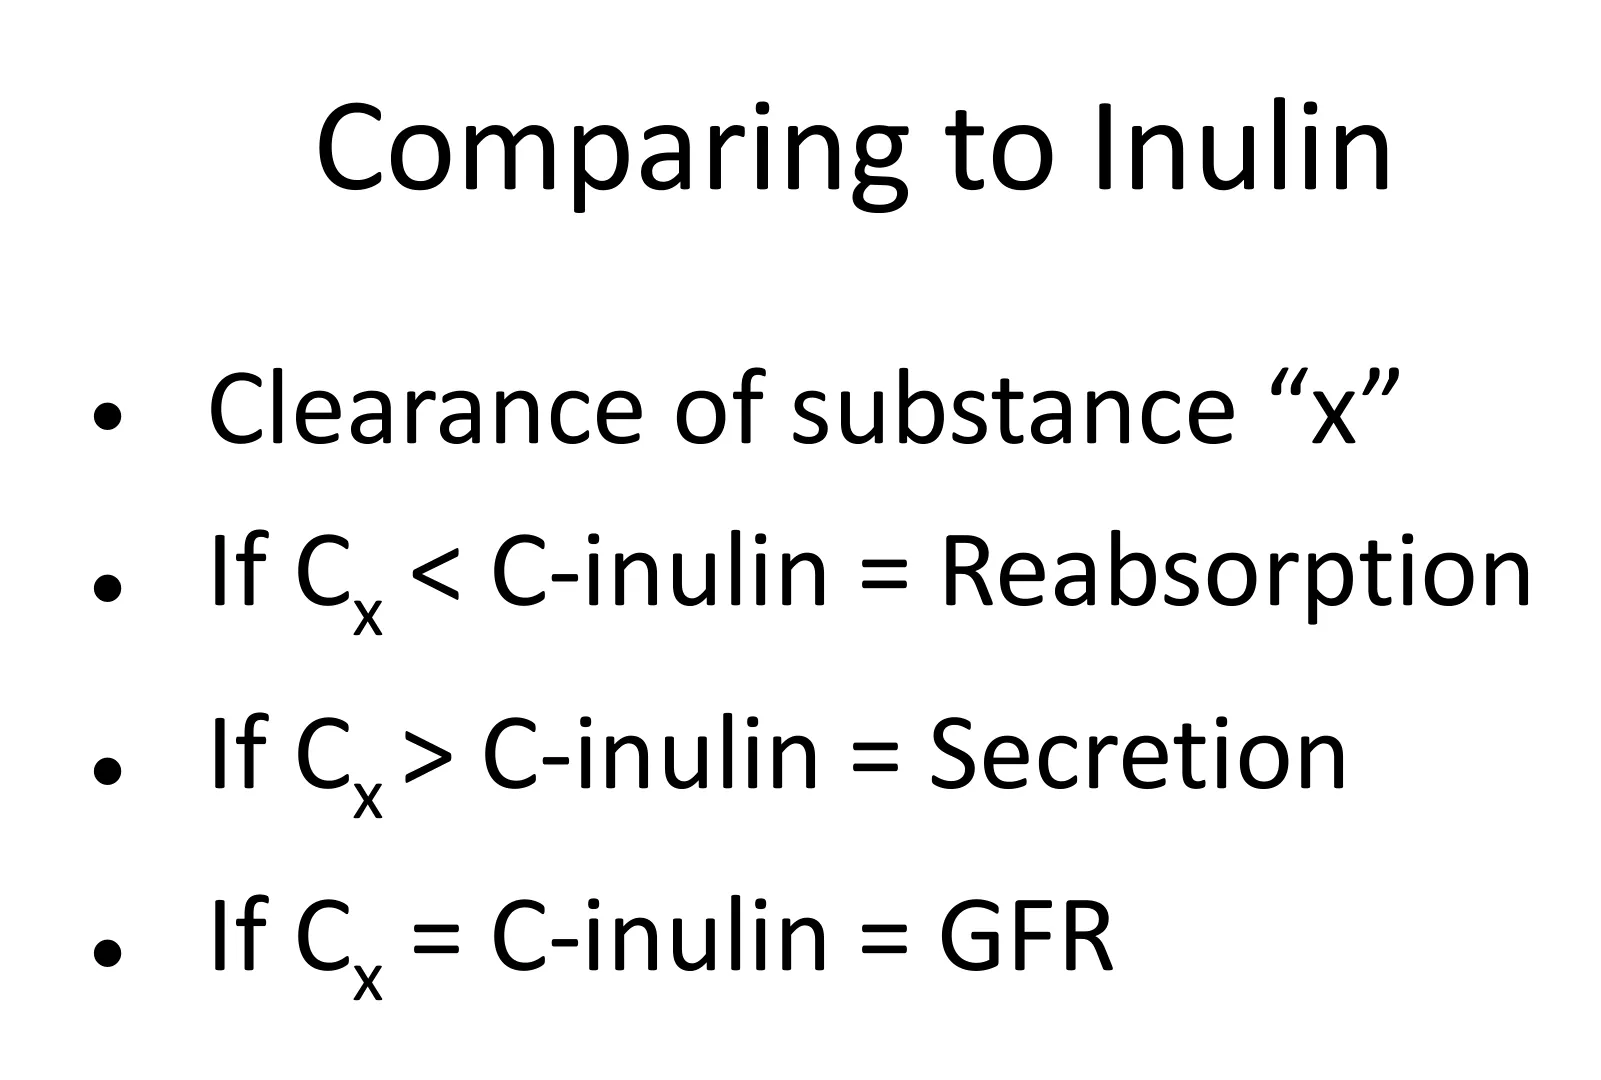 Comparing to Inulin
• Clearance of substance “x”
• If Cₓ < C-inulin = Reabsorption
• If Cₓ > C-inulin = Secretion
• If Cₓ = C-inulin = GFR